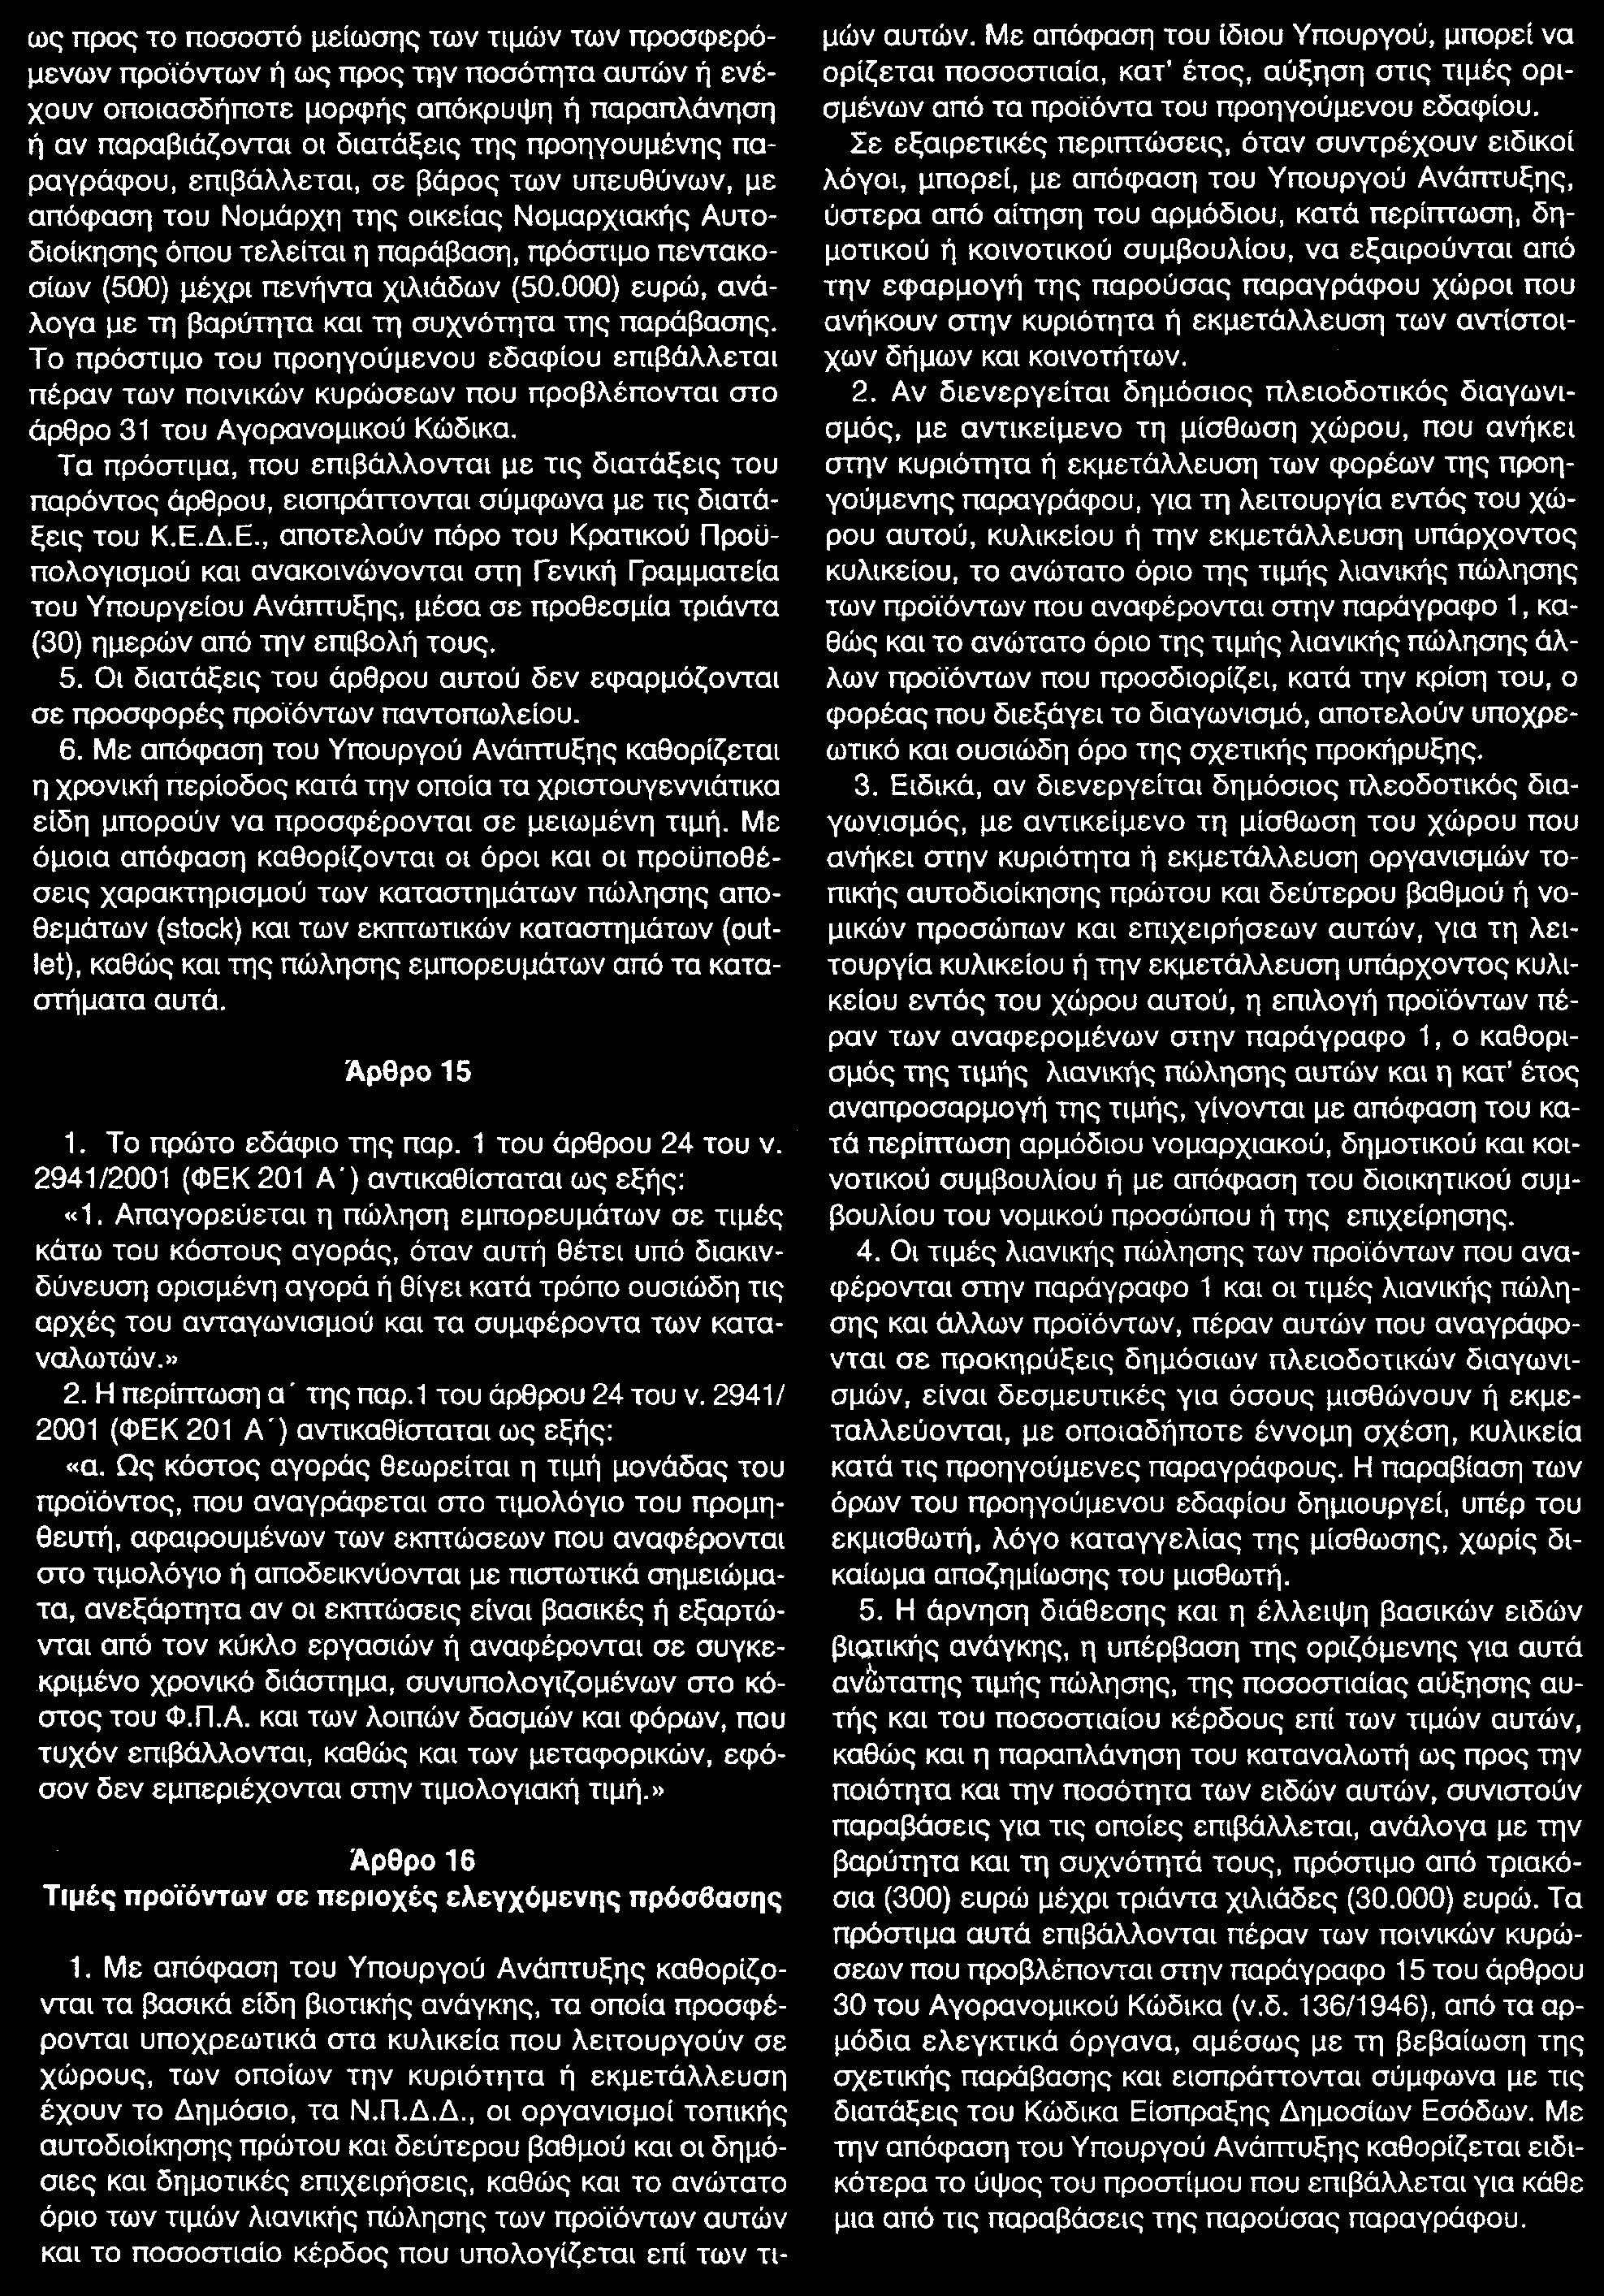 ως προς το ποσοστό μείωσης των τιμών των προσφερό-
μενων προϊόντων ή ως προς την ποσότητα αυτών ή ενέ-
χουν οποιασδήποτε μορφής απόκρυψη ή παραπλάνηση
ή αν παραβιάζονται οι διατάξεις της προηγουμένης πα-
ραγράφου, επιβάλλεται, σε βάρος των υπευθύνων, με
απόφαση του Νομάρχη της οικείας Νομαρχιακής Αυτο-
διοίκησης όπου τελείται η παράβαση, πρόστιμο πεντακο-
σίων (500) μέχρι πενήντα χιλιάδων (50.000) ευρώ, ανά-
λογα με τη βαρύτητα και τη συχνότητα της παράβασης.
Το πρόστιμο του προηγούμενου εδαφίου επιβάλλεται
πέραν των ποινικών κυρώσεων που προβλέπονται στο
άρθρο 31 του Αγορανομικού Κώδικα.
Τα πρόστιμα, που επιβάλλονται με τις διατάξεις του
παρόντος άρθρου, εισπράττονται σύμφωνα με τις διατά-
ξεις του Κ.Ε.Δ.Ε., αποτελούν πόρο του Κρατικού Προϋ-
πολογισμού και ανακοινώνονται στη Γενική Γραμματεία
του Υπουργείου Ανάπτυξης, μέσα σε προθεσμία τριάντα
(30) ημερών από την επιβολή τους.
5. Οι διατάξεις του άρθρου αυτού δεν εφαρμόζονται
σε προσφορές προϊόντων παντοπωλείου.
6. Με απόφαση του Υπουργού Ανάπτυξης καθορίζεται
η χρονική περίοδος κατά την οποία τα χριστουγεννιάτικα
είδη μπορούν να προσφέρονται σε μειωμένη τιμή. Με
όμοια απόφαση καθορίζονται οι όροι και οι προϋποθέ-
σεις χαρακτηρισμού των καταστημάτων πώλησης απο-
θεμάτων (stock) και των εκπτωτικών καταστημάτων (out-
let), καθώς και της πώλησης εμπορευμάτων από τα κατα-
στήματα αυτά.
Άρθρο 15
1. Το πρώτο εδάφιο της παρ. 1 του άρθρου 24 του ν.
2941/2001 (ΦΕΚ 201 Α΄) αντικαθίσταται ως εξής:
«1. Απαγορεύεται η πώληση εμπορευμάτων σε τιμές
κάτω του κόστους αγοράς, όταν αυτή θέτει υπό διακιν-
δύνευση ορισμένη αγορά ή θίγει κατά τρόπο ουσιώδη τις
αρχές του ανταγωνισμού και τα συμφέροντα των κατα-
ναλωτών.»
2. Η περίπτωση α΄ της παρ.1 του άρθρου 24 του ν. 2941/
2001 (ΦΕΚ 201 Α΄) αντικαθίσταται ως εξής:
«α. Ως κόστος αγοράς θεωρείται η τιμή μονάδας του
προϊόντος, που αναγράφεται στο τιμολόγιο του προμη-
θευτή, αφαιρουμένων των εκπτώσεων που αναφέρονται
στο τιμολόγιο ή αποδεικνύονται με πιστωτικά σημειώμα-
τα, ανεξάρτητα αν οι εκπτώσεις είναι βασικές ή εξαρτώ-
νται από τον κύκλο εργασιών ή αναφέρονται σε συγκε-
κριμένο χρονικό διάστημα, συνυπολογιζομένων στο κό-
στος του Φ.Π.Α. και των λοιπών δασμών και φόρων, που
τυχόν επιβάλλονται, καθώς και των μεταφορικών, εφό-
σον δεν εμπεριέχονται στην τιμολογιακή τιμή.»
Άρθρο 16
Τιμές προϊόντων σε περιοχές ελεγχόμενης πρόσβασης
1. Με απόφαση του Υπουργού Ανάπτυξης καθορίζο-
νται τα βασικά είδη βιοτικής ανάγκης, τα οποία προσφέ-
ρονται υποχρεωτικά στα κυλικεία που λειτουργούν σε
χώρους, των οποίων την κυριότητα ή εκμετάλλευση
έχουν το Δημόσιο, τα Ν.Π.Δ.Δ., οι οργανισμοί τοπικής
αυτοδιοίκησης πρώτου και δεύτερου βαθμού και οι δημό-
σιες και δημοτικές επιχειρήσεις, καθώς και το ανώτατο
όριο των τιμών λιανικής πώλησης των προϊόντων αυτών
και το ποσοστιαίο κέρδος που υπολογίζεται επί των τι-
μών αυτών. Με απόφαση του ίδιου Υπουργού, μπορεί να
ορίζεται ποσοστιαία, κατ' έτος, αύξηση στις τιμές ορι-
σμένων από τα προϊόντα του προηγούμενου εδαφίου.
Σε εξαιρετικές περιπτώσεις, όταν συντρέχουν ειδικοί
λόγοι, μπορεί, με απόφαση του Υπουργού Ανάπτυξης,
ύστερα από αίτηση του αρμόδιου, κατά περίπτωση, δη-
μοτικού ή κοινοτικού συμβουλίου, να εξαιρούνται από
την εφαρμογή της παρούσας παραγράφου χώροι που
ανήκουν στην κυριότητα ή εκμετάλλευση των αντίστοι-
χων δήμων και κοινοτήτων.
2. Αν διενεργείται δημόσιος πλειοδοτικός διαγωνι-
σμός, με αντικείμενο τη μίσθωση χώρου, που ανήκει
στην κυριότητα ή εκμετάλλευση των φορέων της προη-
γούμενης παραγράφου, για τη λειτουργία εντός του χώ-
ρου αυτού, κυλικείου ή την εκμετάλλευση υπάρχοντος
κυλικείου, το ανώτατο όριο της τιμής λιανικής πώλησης
των προϊόντων που αναφέρονται στην παράγραφο 1, κα-
θώς και το ανώτατο όριο της τιμής λιανικής πώλησης άλ-
λων προϊόντων που προσδιορίζει, κατά την κρίση του, ο
φορέας που διεξάγει το διαγωνισμό, αποτελούν υποχρε-
ωτικό και ουσιώδη όρο της σχετικής προκήρυξης.
3. Ειδικά, αν διενεργείται δημόσιος πλεοδοτικός δια-
γωνισμός, με αντικείμενο τη μίσθωση του χώρου που
ανήκει στην κυριότητα ή εκμετάλλευση οργανισμών το-
πικής αυτοδιοίκησης πρώτου και δεύτερου βαθμού ή νο-
μικών προσώπων και επιχειρήσεων αυτών, για τη λει-
τουργία κυλικείου ή την εκμετάλλευση υπάρχοντος κυλι-
κείου εντός του χώρου αυτού, η επιλογή προϊόντων πέ-
ραν των αναφερομένων στην παράγραφο 1, ο καθορι-
σμός της τιμής λιανικής πώλησης αυτών και η κατ' έτος
αναπροσαρμογή της τιμής, γίνονται με απόφαση του κα-
τά περίπτωση αρμόδιου νομαρχιακού, δημοτικού και κοι-
νοτικού συμβουλίου ή με απόφαση του διοικητικού συμ-
βουλίου του νομικού προσώπου ή της επιχείρησης.
4. Οι τιμές λιανικής πώλησης των προϊόντων που ανα-
φέρονται στην παράγραφο 1 και οι τιμές λιανικής πώλη-
σης και άλλων προϊόντων, πέραν αυτών που αναγράφο-
νται σε προκηρύξεις δημόσιων πλειοδοτικών διαγωνι-
σμών, είναι δεσμευτικές για όσους μισθώνουν ή εκμε-
ταλλεύονται, με οποιαδήποτε έννομη σχέση, κυλικεία
κατά τις προηγούμενες παραγράφους. Η παραβίαση των
όρων του προηγούμενου εδαφίου δημιουργεί, υπέρ του
εκμισθωτή, λόγο καταγγελίας της μίσθωσης, χωρίς δι-
καίωμα αποζημίωσης του μισθωτή.
5. Η άρνηση διάθεσης και η έλλειψη βασικών ειδών
βιοτικής ανάγκης, η υπέρβαση της οριζόμενης για αυτά
ανώτατης τιμής πώλησης, της ποσοστιαίας αύξησης αυ-
τής και του ποσοστιαίου κέρδους επί των τιμών αυτών,
καθώς και η παραπλάνηση του καταναλωτή ως προς την
ποιότητα και την ποσότητα των ειδών αυτών, συνιστούν
παραβάσεις για τις οποίες επιβάλλεται, ανάλογα με την
βαρύτητα και τη συχνότητά τους, πρόστιμο από τριακό-
σια (300) ευρώ μέχρι τριάντα χιλιάδες (30.000) ευρώ. Τα
πρόστιμα αυτά επιβάλλονται πέραν των ποινικών κυρώ-
σεων που προβλέπονται στην παράγραφο 15 του άρθρου
30 του Αγορανομικού Κώδικα (ν.δ. 136/1946), από τα αρ-
μόδια ελεγκτικά όργανα, αμέσως με τη βεβαίωση της
σχετικής παράβασης και εισπράττονται σύμφωνα με τις
διατάξεις του Κώδικα Είσπραξης Δημοσίων Εσόδων. Με
την απόφαση του Υπουργού Ανάπτυξης καθορίζεται ειδι-
κότερα το ύψος του προστίμου που επιβάλλεται για κάθε
μια από τις παραβάσεις της παρούσας παραγράφου.